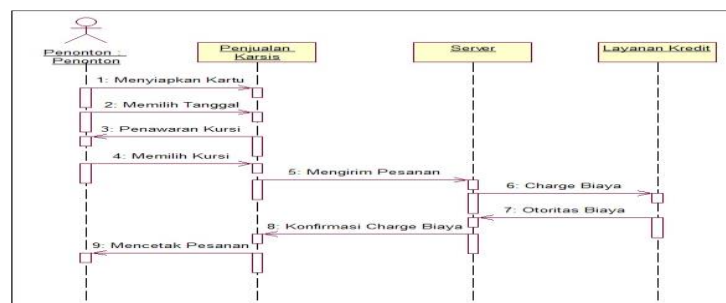 Penonton :
Penonton
Penjualan
Karsis
Server
Layanan Kredit
1: Menyiapkan Kartu
2: Memilih Tanggal
3: Penawaran Kursi
4: Memilih Kursi
5: Mengirim Pesanan
6: Charge Biaya
7: Otoritas Biaya
8: Konfirmasi Charge Biaya
9: Mencetak Pesanan